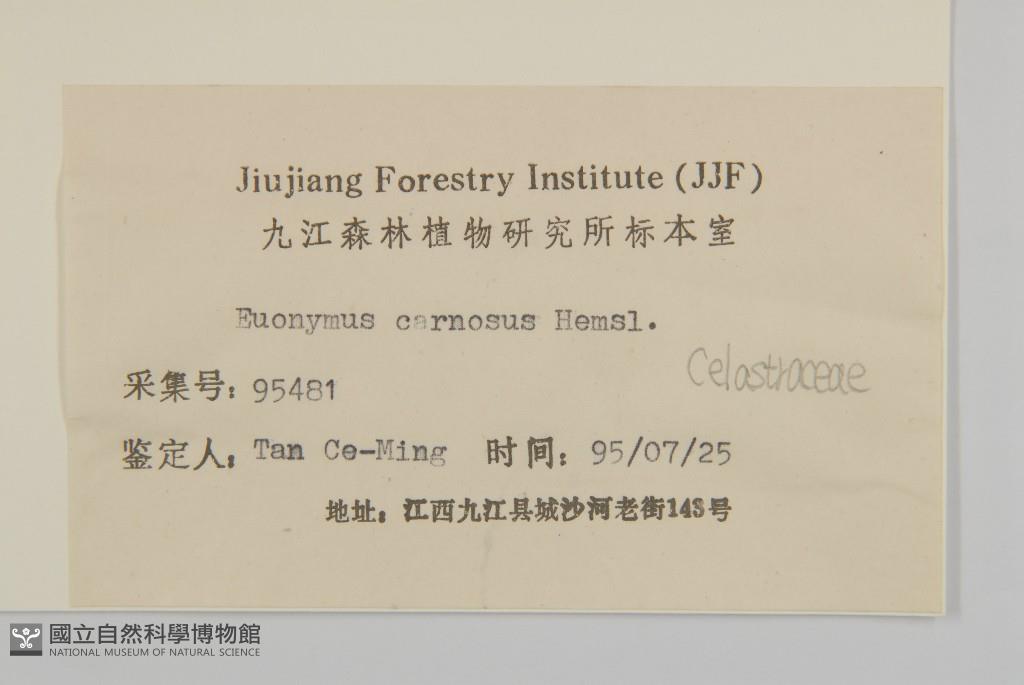 Jiujiang Forestry Institute (JJF)
九江森林植物研究所标本室
Euonymus carnosus Hemsl.
Celastraceae
采集号: 95481
鉴定人: Tan Ce-Ming 时间: 95/07/25
地址: 江西九江县城沙河老街143号
國立自然科學博物館
NATIONAL MUSEUM OF NATURAL SCIENCE